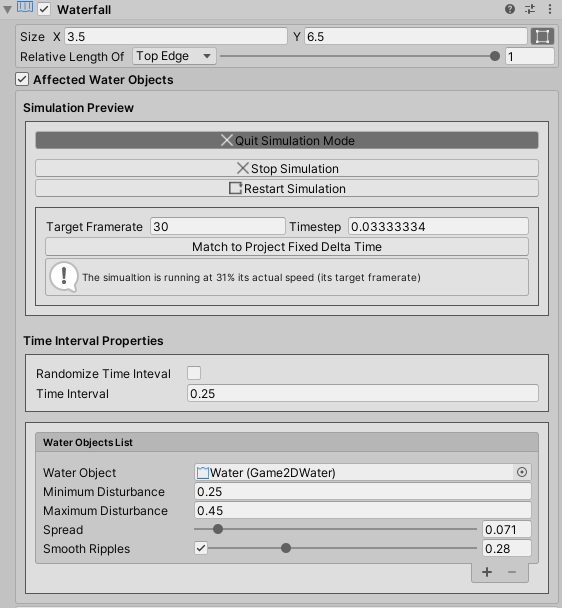 Waterfall
Size X 3.5 Y 6.5
Relative Length Of Top Edge 1
Affected Water Objects
Simulation Preview
Quit Simulation Mode
Stop Simulation
Restart Simulation
Target Framerate 30 Timestep 0.03333334
Match to Project Fixed Delta Time
The simualtion is running at 31% its actual speed (its target framerate)
Time Interval Properties
Randomize Time Inteval
Time Interval 0.25
Water Objects List
Water Object Water (Game2DWater)
Minimum Disturbance 0.25
Maximum Disturbance 0.45
Spread 0.071
Smooth Ripples 0.28